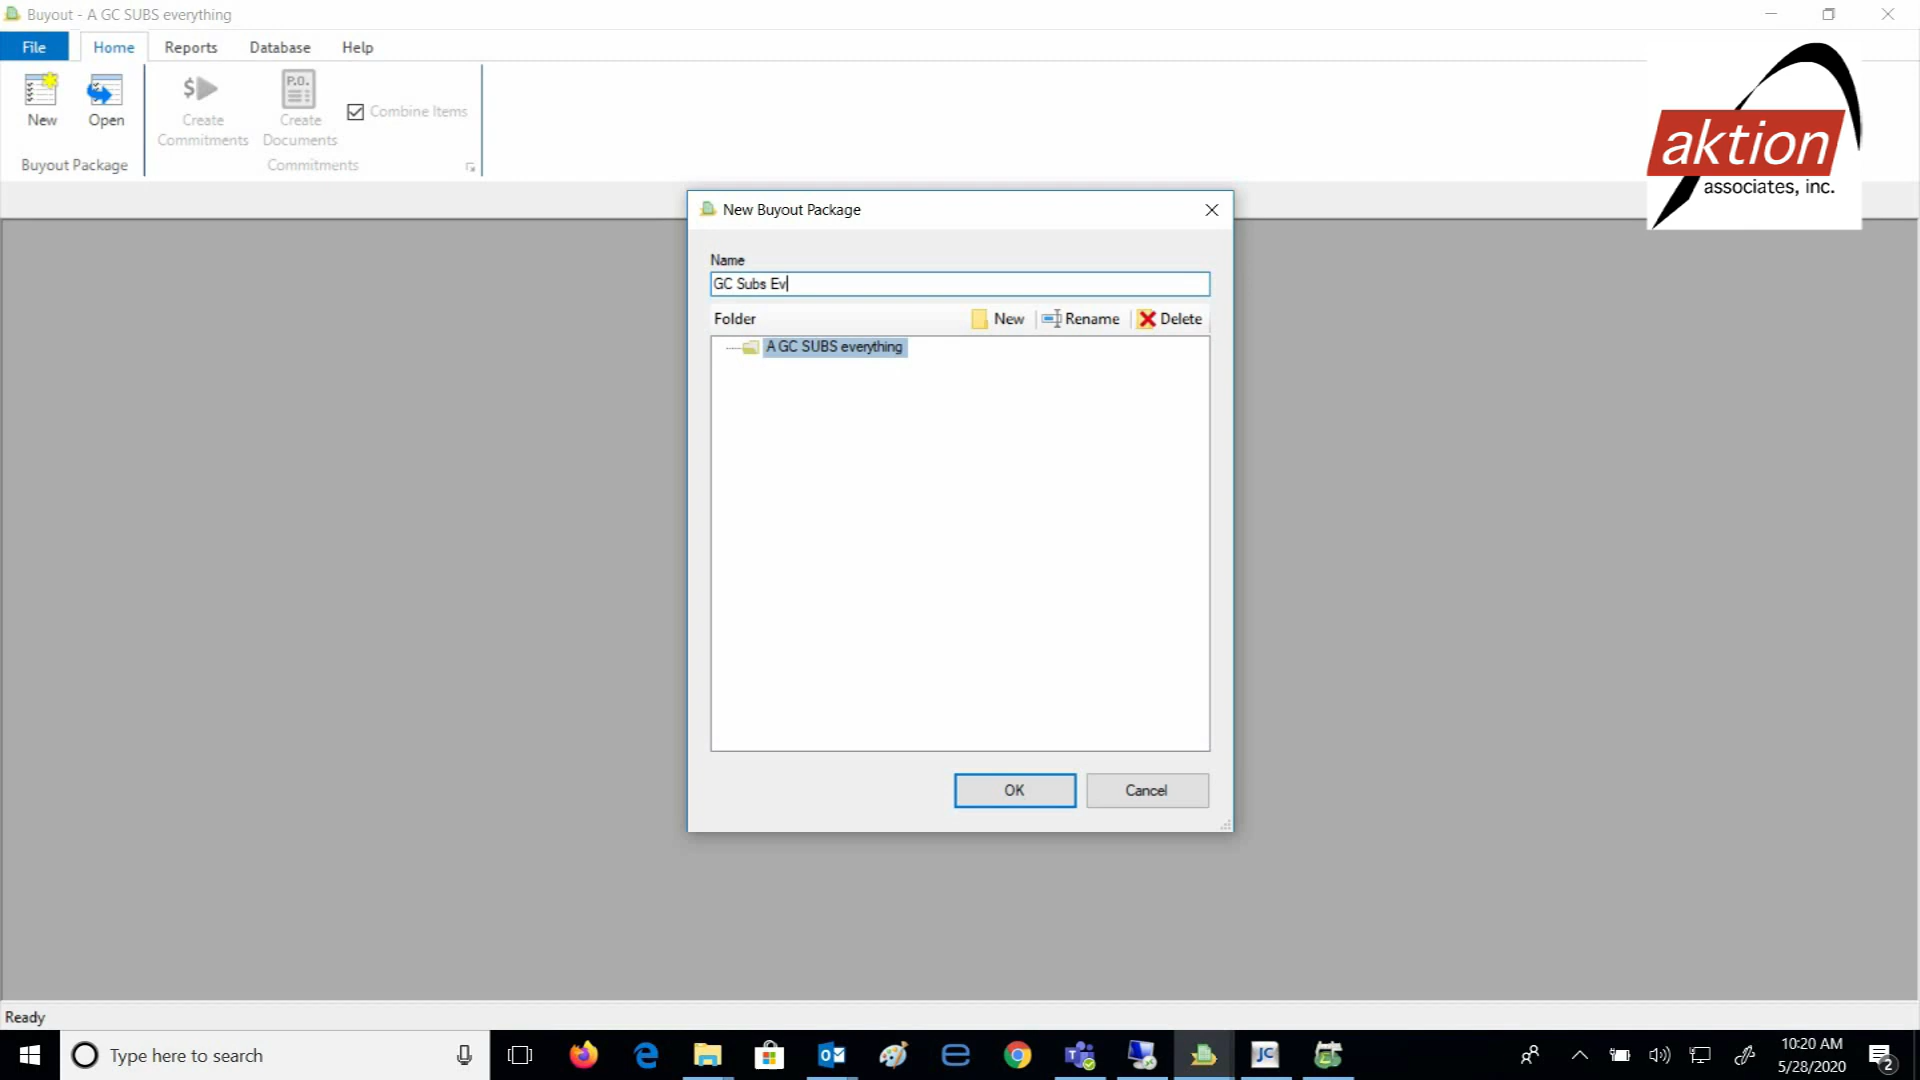 Buyout - A GC SUBS everything
File Home Reports Database Help
New Open Create Commitments P.O. Create Documents Combine Items
Buyout Package Commitments
aktion
associates, inc.
New Buyout Package
Name
GC Subs Ev
Folder New Rename Delete
A GC SUBS everything
OK Cancel
Ready
Type here to search
JC
10:20 AM
5/28/2020
2